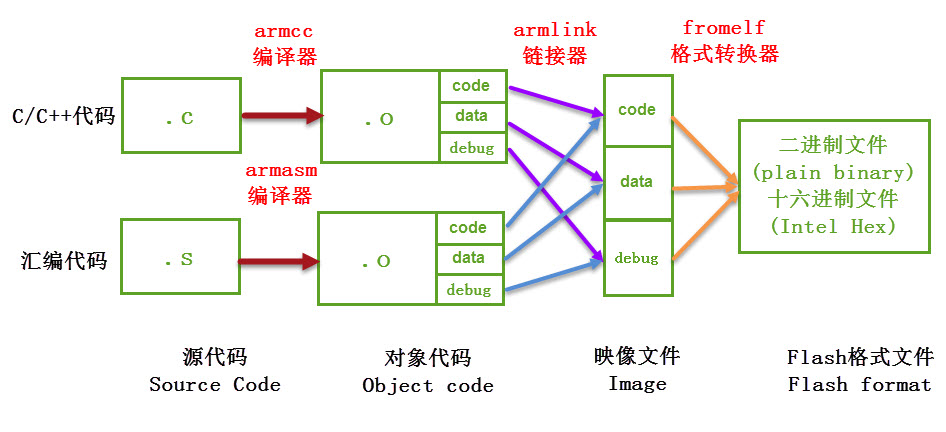 armcc
编译器
armlink
链接器
fromelf
格式转换器
C/C++代码
.C
.O
code
data
debug
armasm
编译器
汇编代码
.S
.O
code
data
debug
code
data
debug
二进制文件
(plain binary)
十六进制文件
(Intel Hex)
源代码
Source Code
对象代码
Object code
映像文件
Image
Flash格式文件
Flash format